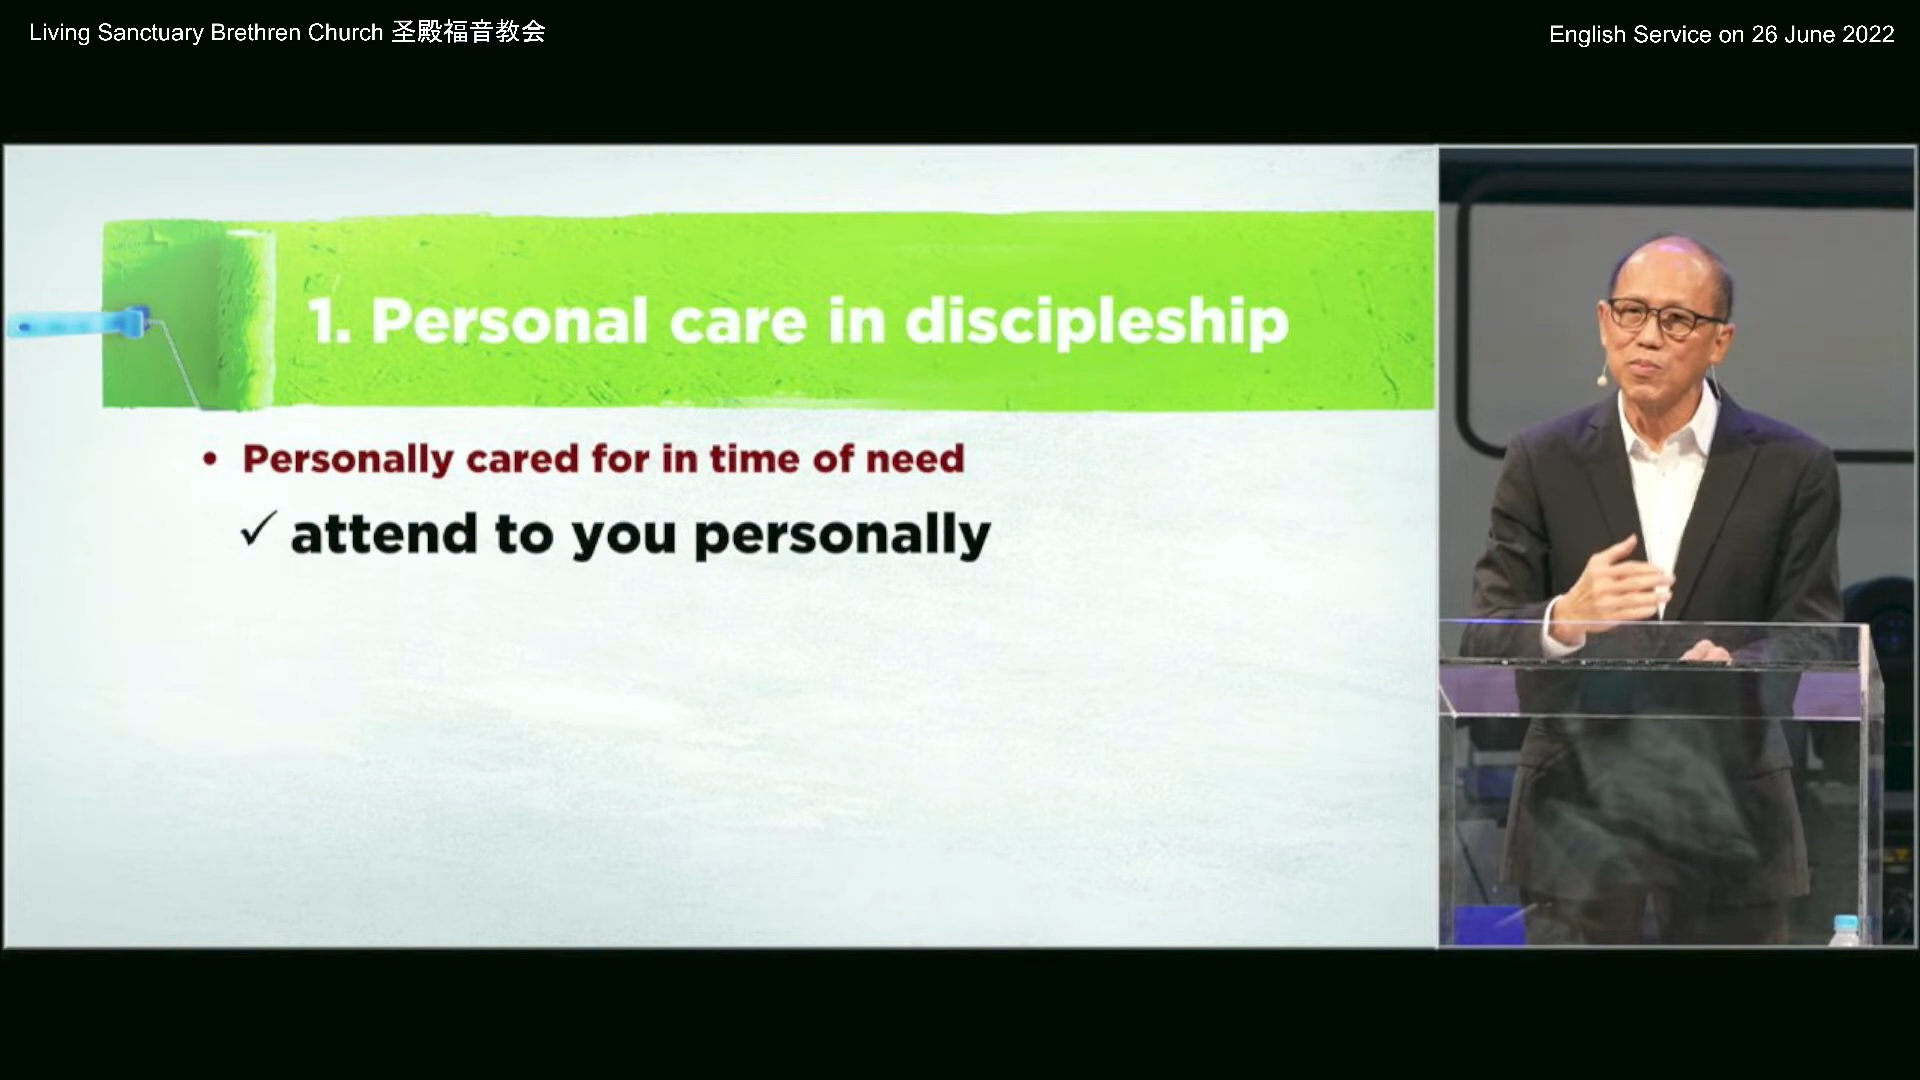 Living Sanctuary Brethren Church 圣殿福音教会
English Service on 26 June 2022
1. Personal care in discipleship
• Personally cared for in time of need
✓ attend to you personally